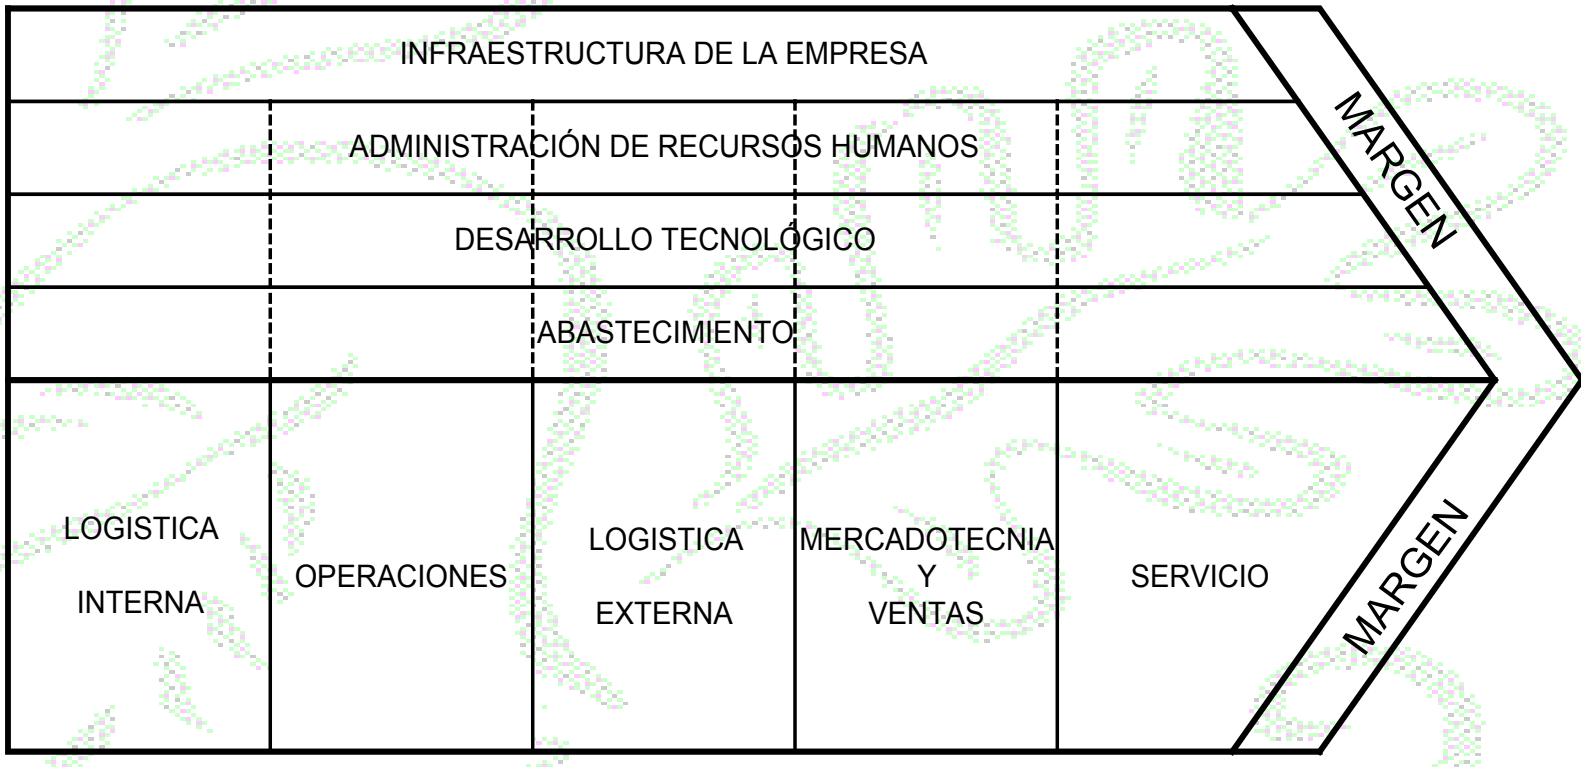 INFRAESTRUCTURA DE LA EMPRESA
ADMINISTRACIÓN DE RECURSOS HUMANOS
DESARROLLO TECNOLÓGICO
ABASTECIMIENTO
MARGEN
LOGISTICA
INTERNA
OPERACIONES
LOGISTICA
EXTERNA
MERCADOTECNIA
Y
VENTAS
SERVICIO
MARGEN